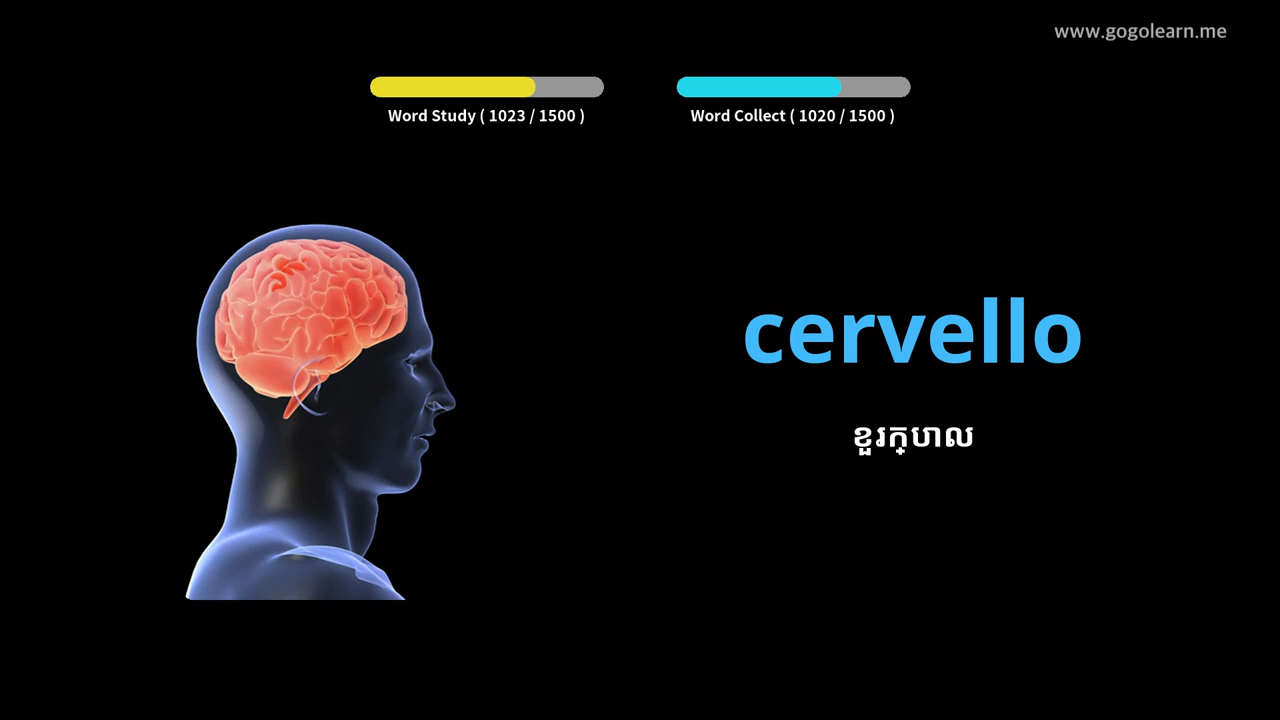 www.gogolearn.me
Word Study ( 1023 / 1500 )
Word Collect ( 1020 / 1500 )
cervello
ខួរក្បាល